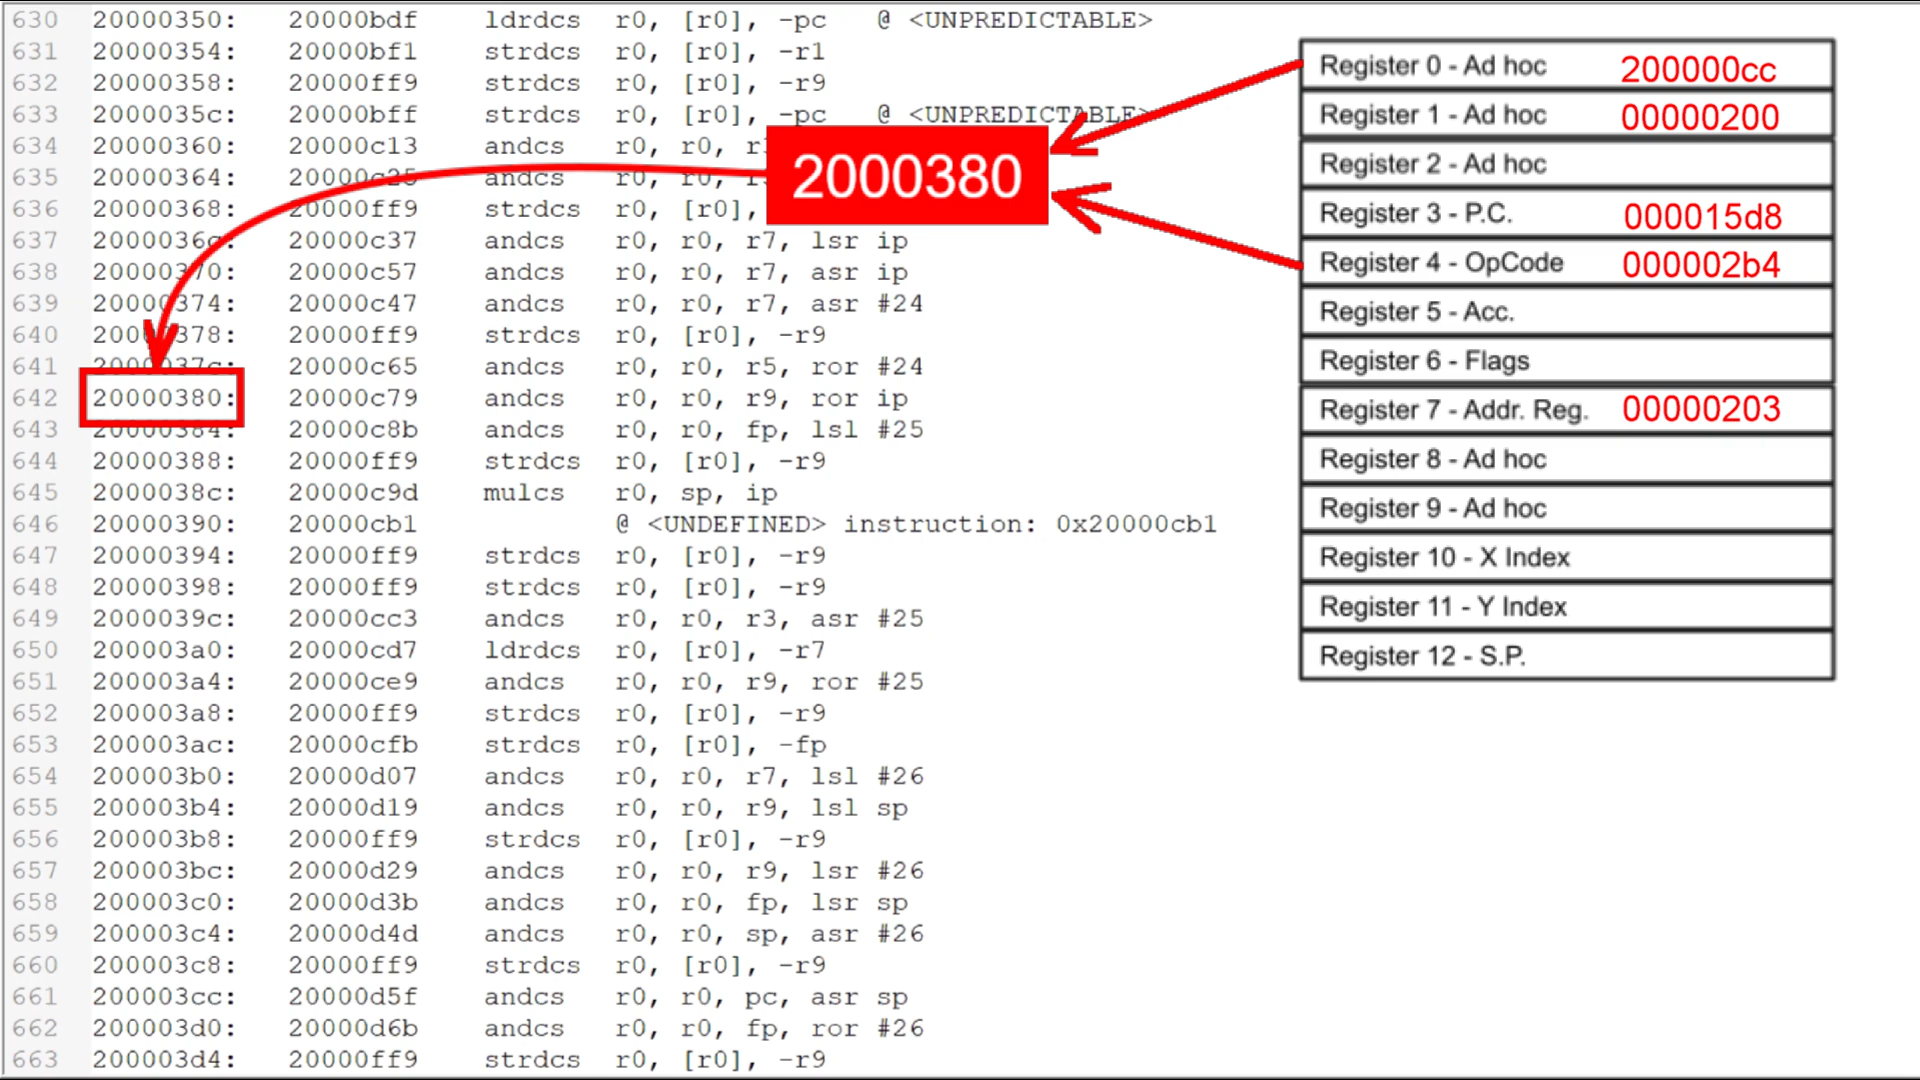 630 20000350: 20000bdf ldrdcs r0, [r0], -pc @ <UNPREDICTABLE>
631 20000354: 20000bf1 strdcs r0, [r0], -r1
632 20000358: 20000ff9 strdcs r0, [r0], -r9
633 2000035c: 20000bff strdcs r0, [r0], -pc @ <UNPREDICTABLE>
634 20000360: 20000c13 andcs r0, r0,
635 20000364: 20000c25 andcs r0, r0,
636 20000368: 20000ff9 strdcs r0, [r0],
637 2000036c: 20000c37 andcs r0, r0, r7, lsr ip
638 20000370: 20000c57 andcs r0, r0, r7, asr ip
639 20000374: 20000c47 andcs r0, r0, r7, asr #24
640 20000378: 20000ff9 strdcs r0, [r0], -r9
641 2000037c: 20000c65 andcs r0, r0, r5, ror #24
642 20000380: 20000c79 andcs r0, r0, r9, ror ip
643 20000384: 20000c8b andcs r0, r0, fp, lsl #25
644 20000388: 20000ff9 strdcs r0, [r0], -r9
645 2000038c: 20000c9d mulcs r0, sp, ip
646 20000390: 20000cb1 @ <UNDEFINED> instruction: 0x20000cb1
647 20000394: 20000ff9 strdcs r0, [r0], -r9
648 20000398: 20000ff9 strdcs r0, [r0], -r9
649 2000039c: 20000cc3 andcs r0, r0, r3, asr #25
650 200003a0: 20000cd7 ldrdcs r0, [r0], -r7
651 200003a4: 20000ce9 andcs r0, r0, r9, ror #25
652 200003a8: 20000ff9 strdcs r0, [r0], -r9
653 200003ac: 20000cfb strdcs r0, [r0], -fp
654 200003b0: 20000d07 andcs r0, r0, r7, lsl #26
655 200003b4: 20000d19 andcs r0, r0, r9, lsl sp
656 200003b8: 20000ff9 strdcs r0, [r0], -r9
657 200003bc: 20000d29 andcs r0, r0, r9, lsr #26
658 200003c0: 20000d3b andcs r0, r0, fp, lsr sp
659 200003c4: 20000d4d andcs r0, r0, sp, asr #26
660 200003c8: 20000ff9 strdcs r0, [r0], -r9
661 200003cc: 20000d5f andcs r0, r0, pc, asr sp
662 200003d0: 20000d6b andcs r0, r0, fp, ror #26
663 200003d4: 20000ff9 strdcs r0, [r0], -r9
2000380
Register 0 - Ad hoc 200000cc
Register 1 - Ad hoc 00000200
Register 2 - Ad hoc
Register 3 - P.C. 000015d8
Register 4 - OpCode 000002b4
Register 5 - Acc.
Register 6 - Flags
Register 7 - Addr. Reg. 00000203
Register 8 - Ad hoc
Register 9 - Ad hoc
Register 10 - X Index
Register 11 - Y Index
Register 12 - S.P.